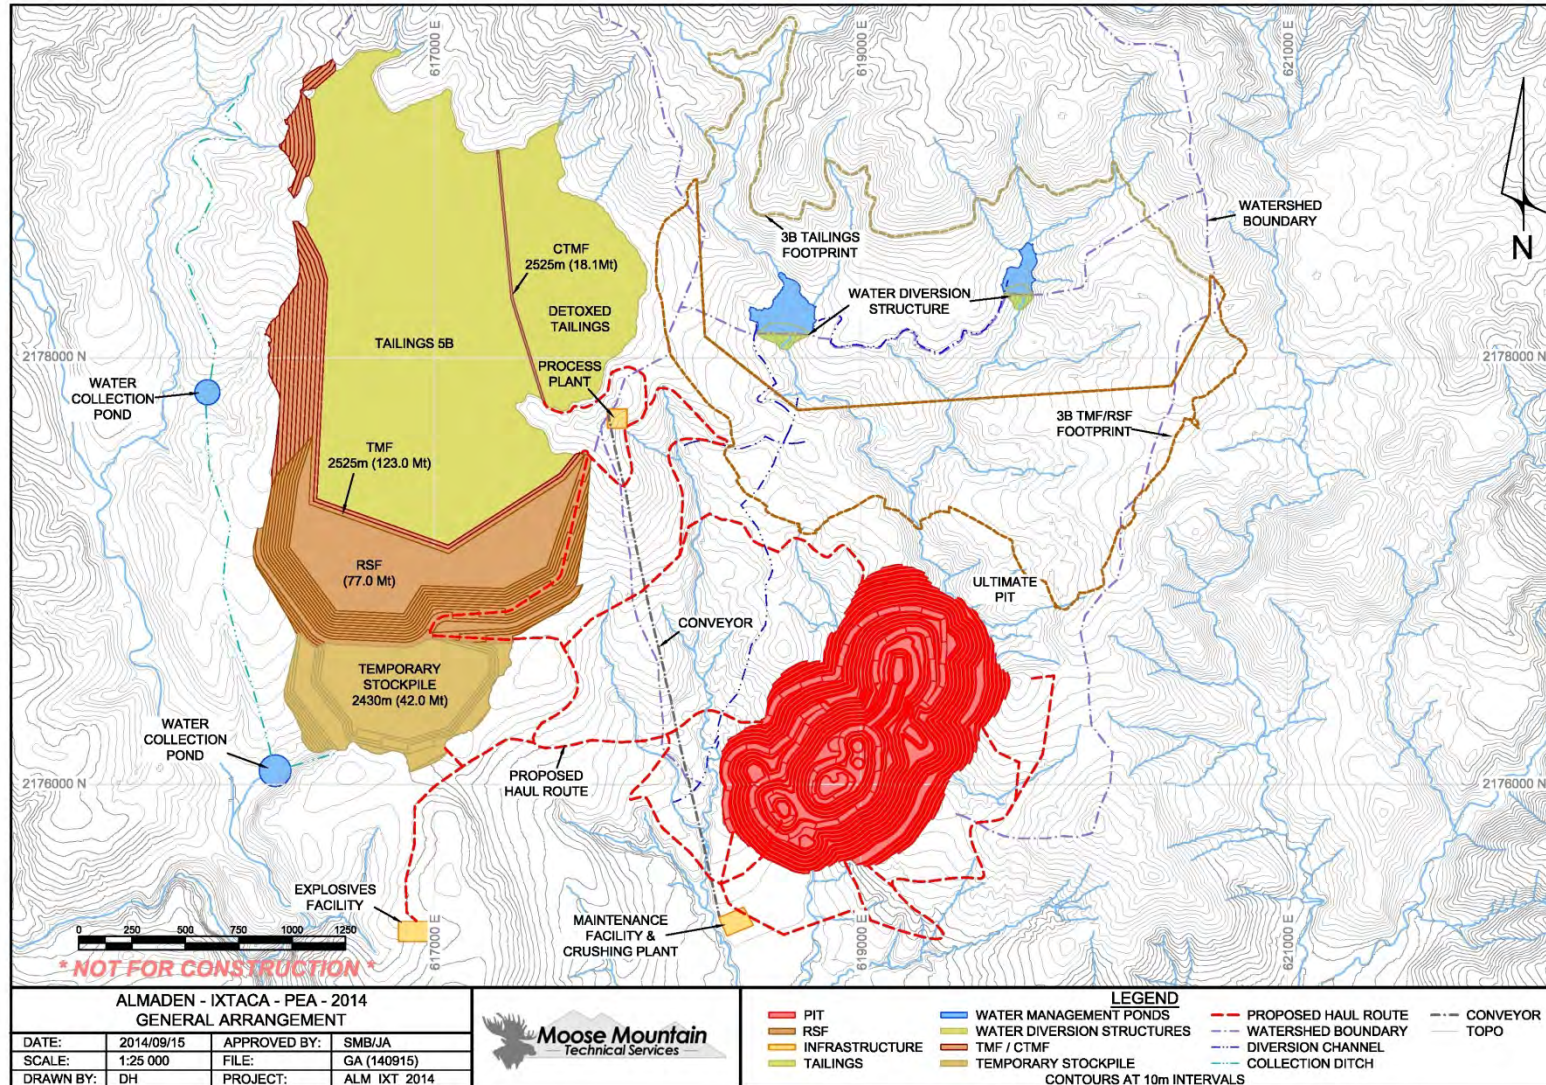 617000 E
619000 E
621000 E
WATERSHED
BOUNDARY
3B TAILINGS
FOOTPRINT
N
CTMF
2525m (18.1Mt)
WATER DIVERSION
STRUCTURE
DETOXED
TAILINGS
TAILINGS 5B
2178000 N
2178000 N
PROCESS
PLANT
WATER
COLLECTION
POND
3B TMF/RSF
FOOTPRINT
TMF
2525m (123.0 Mt)
RSF
(77.0 Mt)
ULTIMATE
PIT
CONVEYOR
TEMPORARY
STOCKPILE
2430m (42.0 Mt)
WATER
COLLECTION
POND
PROPOSED
HAUL ROUTE
2176000 N
2176000 N
EXPLOSIVES
FACILITY
MAINTENANCE
FACILITY &
CRUSHING PLANT
617000 E
619000 E
621000 E
0 250 500 750 1000 1250
* NOT FOR CONSTRUCTION *
ALMADEN - IXTACA - PEA - 2014
GENERAL ARRANGEMENT
DATE: 2014/09/15 APPROVED BY: SMB/JA
SCALE: 1:25 000 FILE: GA (140915)
DRAWN BY: DH PROJECT: ALM_IXT_2014
Moose Mountain
Technical Services
LEGEND
PIT
RSF
INFRASTRUCTURE
TAILINGS
WATER MANAGEMENT PONDS
WATER DIVERSION STRUCTURES
TMF / CTMF
TEMPORARY STOCKPILE
PROPOSED HAUL ROUTE
WATERSHED BOUNDARY
DIVERSION CHANNEL
COLLECTION DITCH
CONVEYOR
TOPO
CONTOURS AT 10m INTERVALS